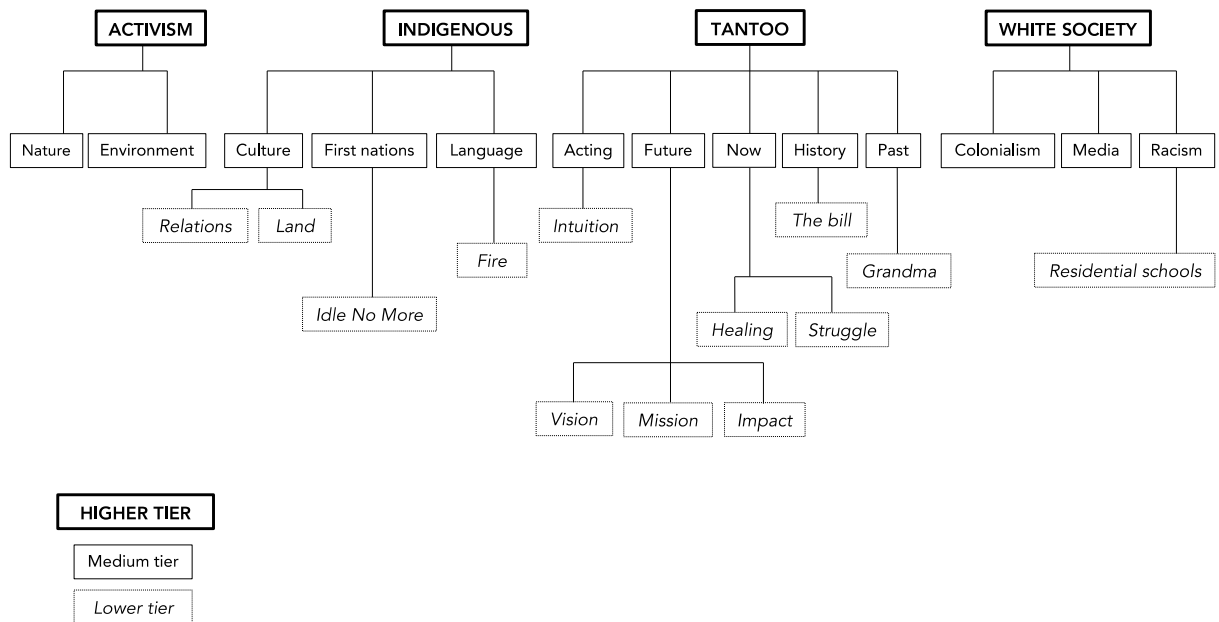 ACTIVISM
INDIGENOUS
TANTOO
WHITE SOCIETY
Nature
Environment
Culture
First nations
Language
Acting
Future
Now
History
Past
Colonialism
Media
Racism
Relations
Land
Intuition
The bill
Fire
Grandma
Residential schools
Idle No More
Healing
Struggle
Vision
Mission
Impact
HIGHER TIER
Medium tier
Lower tier